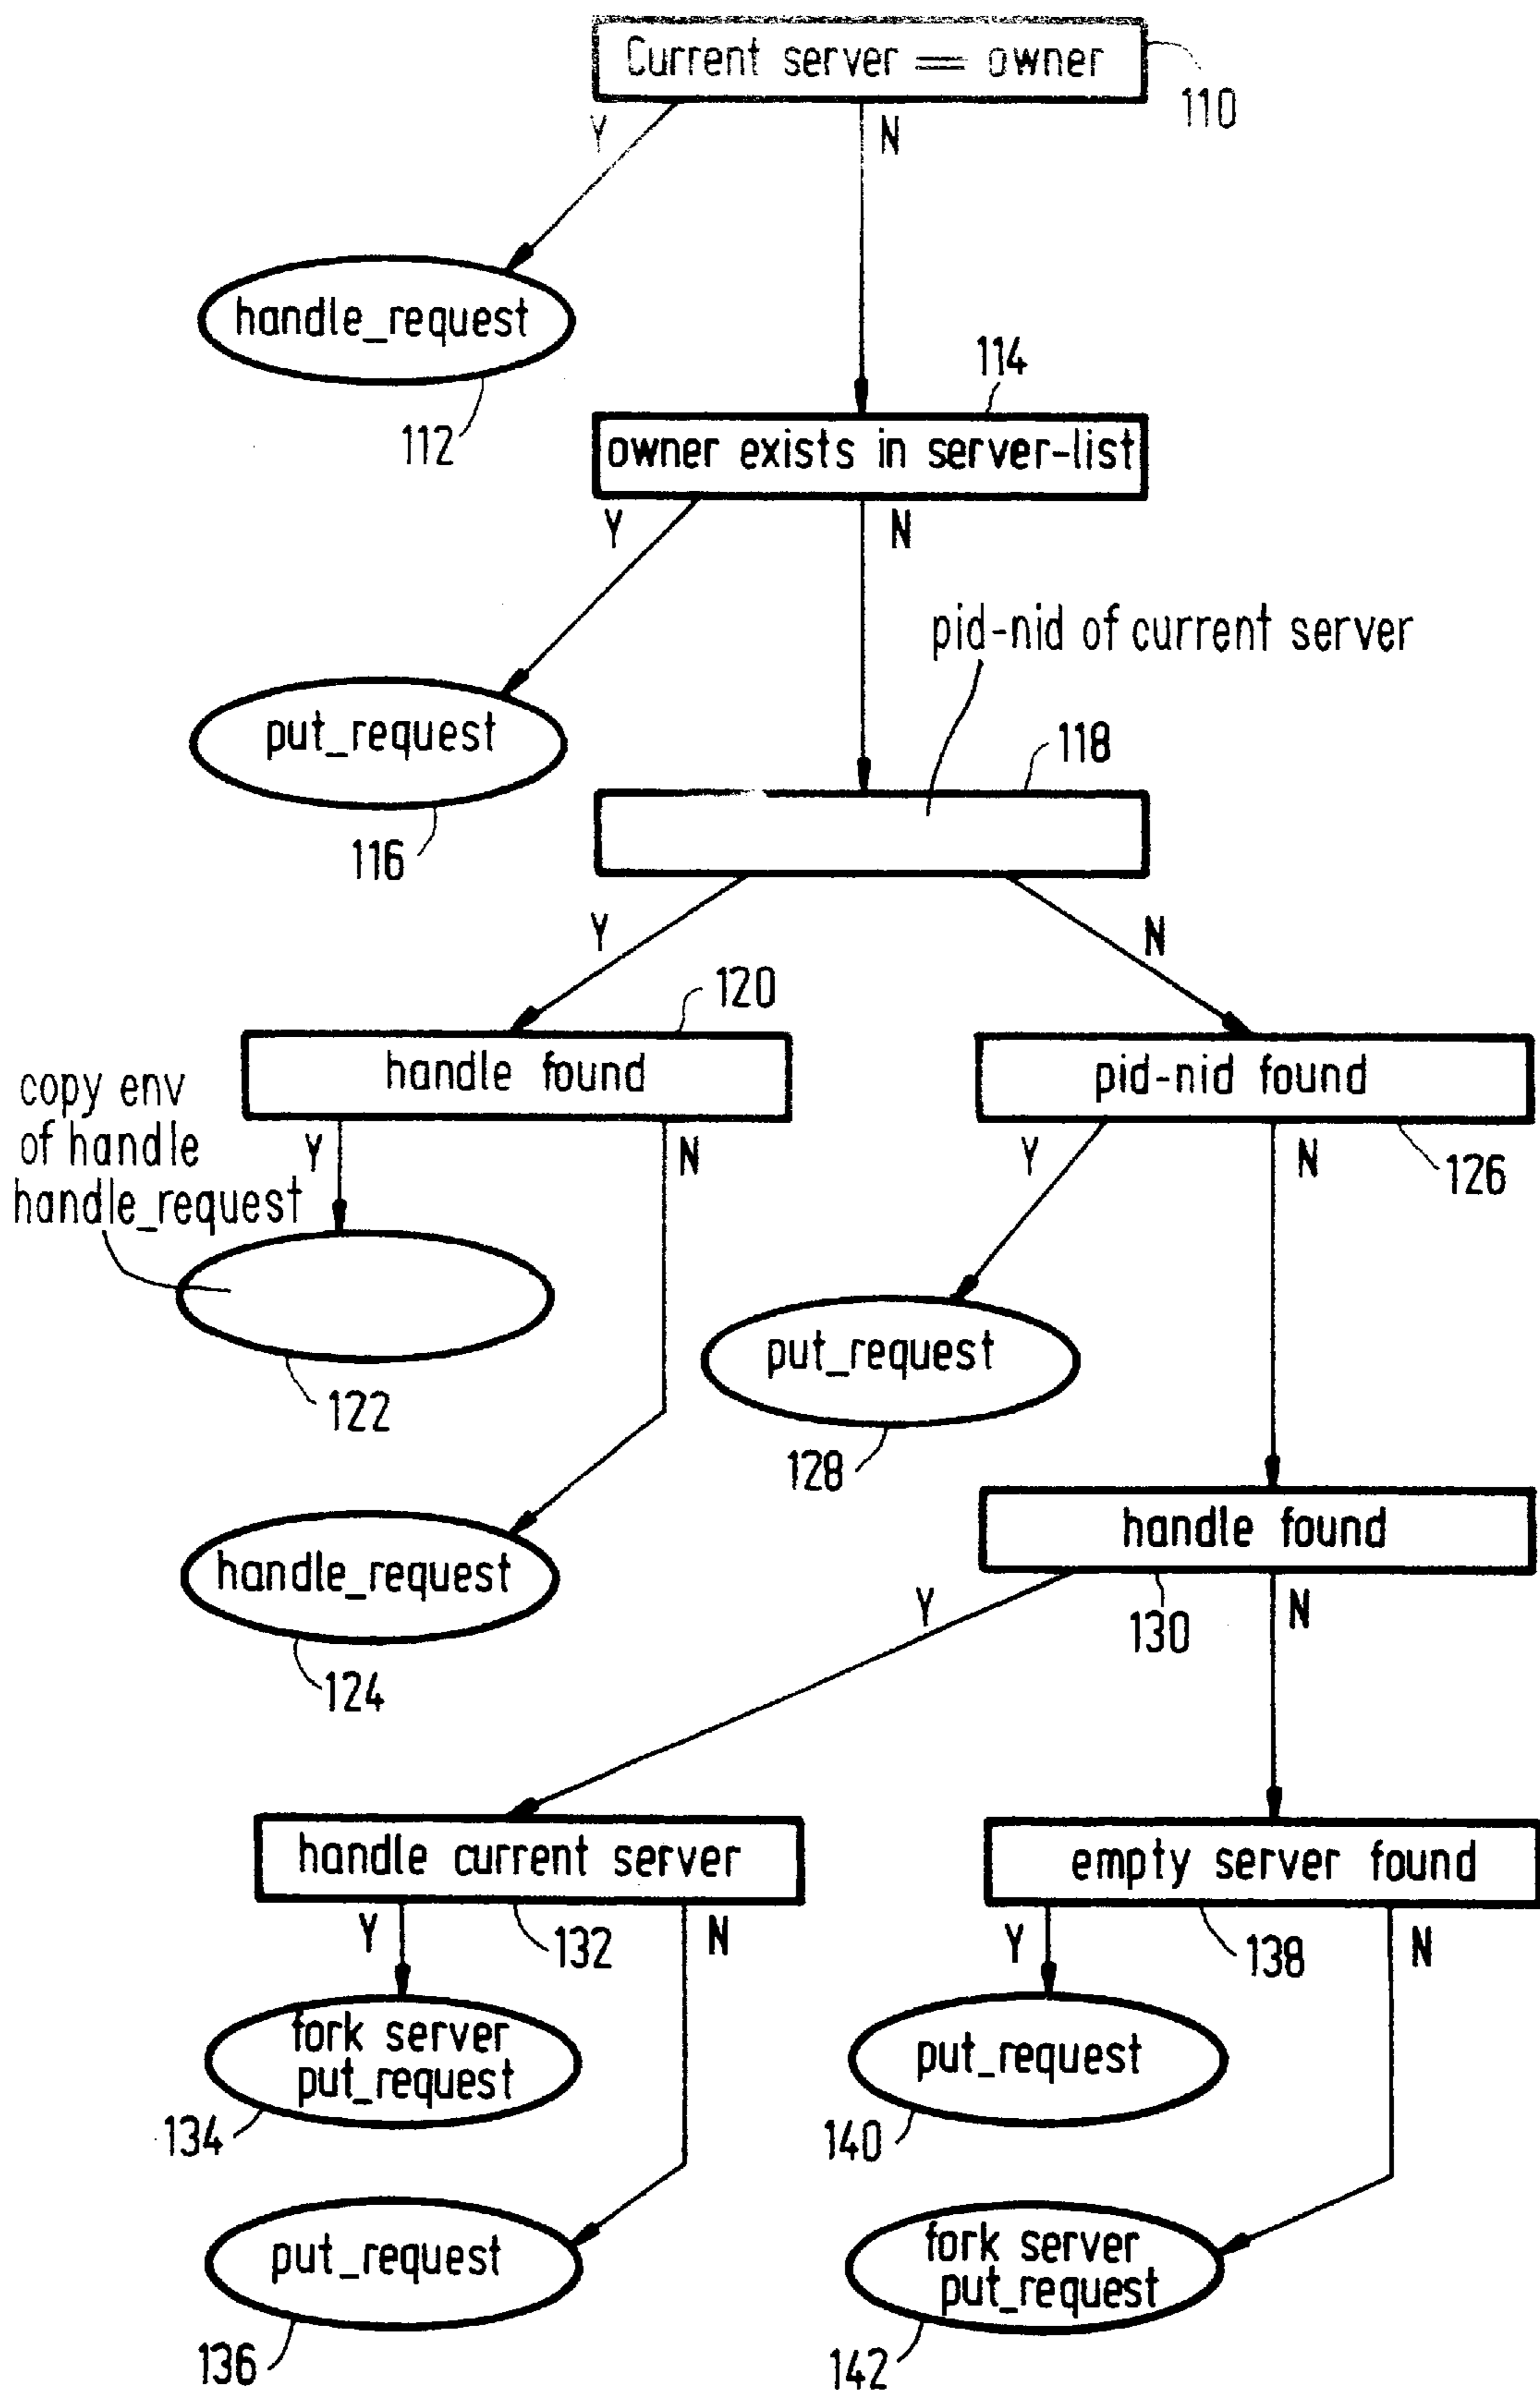 Current server == owner
110
Y
N
handle_request
112
114
owner exists in server-list
Y
N
pid-nid of current server
put_request
116
118
Y
N
120
handle found
pid-nid found
126
copy env
of handle
handle_request
Y
N
Y
N
122
put_request
128
handle found
130
handle_request
124
Y
N
handle current server
132
empty server found
138
Y
N
Y
N
fork server
put_request
134
put_request
140
put_request
136
fork server
put_request
142